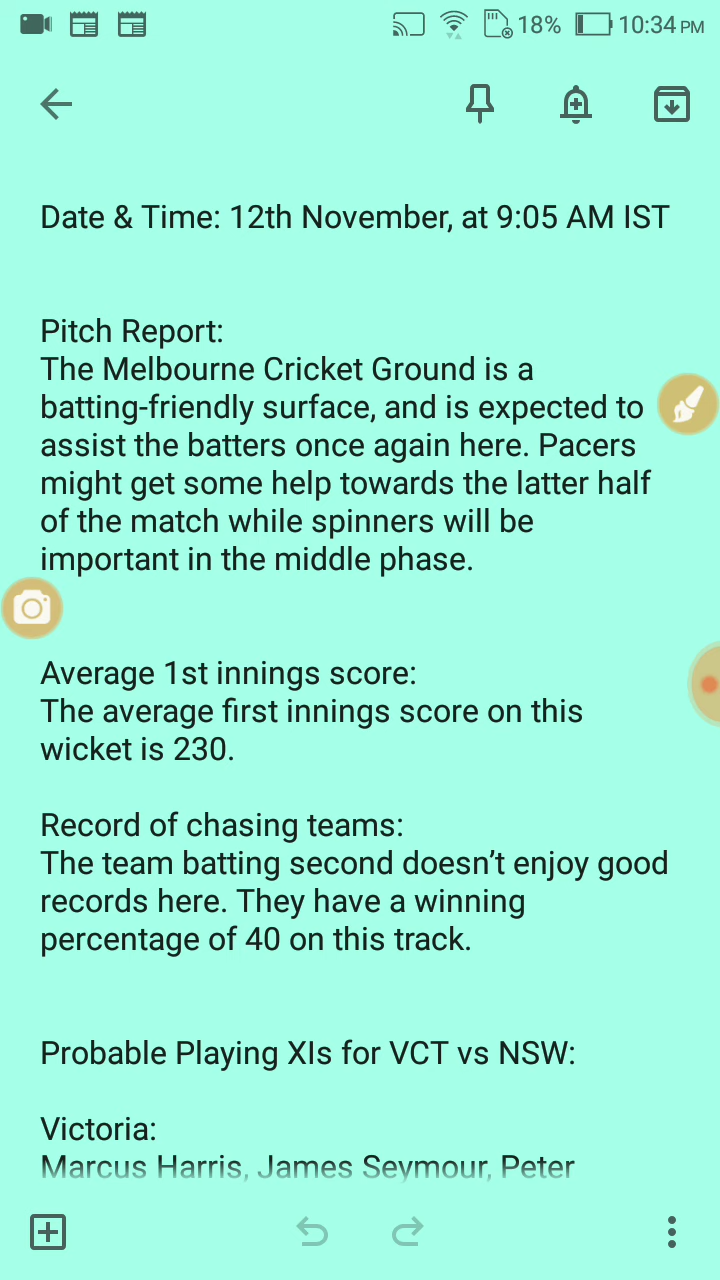 18% 10:34 PM
Date & Time: 12th November, at 9:05 AM IST
Pitch Report:
The Melbourne Cricket Ground is a
batting-friendly surface, and is expected to
assist the batters once again here. Pacers
might get some help towards the latter half
of the match while spinners will be
important in the middle phase.
Average 1st innings score:
The average first innings score on this
wicket is 230.
Record of chasing teams:
The team batting second doesn’t enjoy good
records here. They have a winning
percentage of 40 on this track.
Probable Playing XIs for VCT vs NSW:
Victoria:
Marcus Harris, James Seymour, Peter